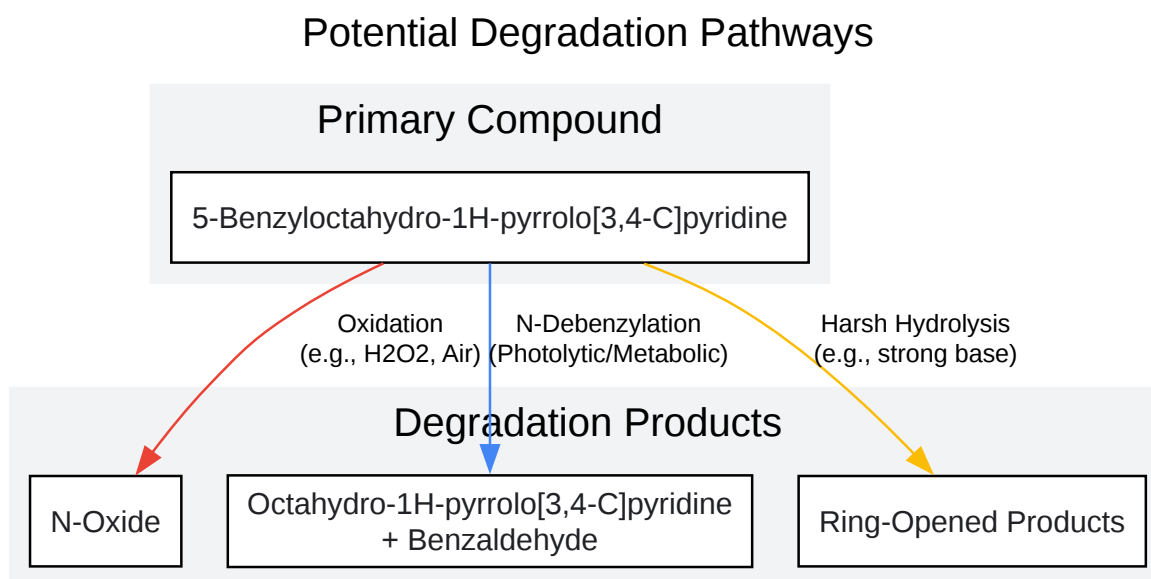 Potential Degradation Pathways
Primary Compound
5-Benzyloctahydro-1H-pyrrolo[3,4-C]pyridine
Oxidation
(e.g., H2O2, Air)
N-Debenzylation
(Photolytic/Metabolic)
Harsh Hydrolysis
(e.g., strong base)
Degradation Products
N-Oxide
Octahydro-1H-pyrrolo[3,4-C]pyridine
+ Benzaldehyde
Ring-Opened Products